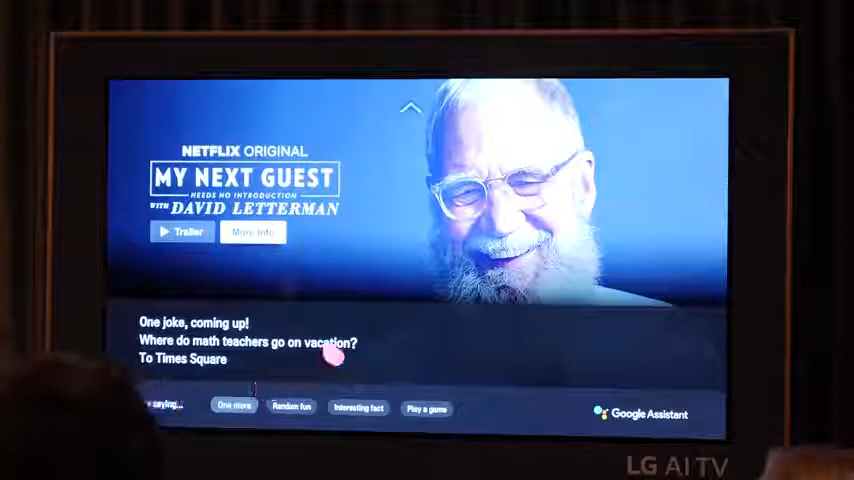 NETFLIX ORIGINAL
MY NEXT GUEST
NEEDS NO INTRODUCTION
WITH DAVID LETTERMAN
Trailer
More Info
One joke, coming up!
Where do math teachers go on vacation?
To Times Square
saying...
One more
Random fun
Interesting fact
Play a game
Google Assistant
LG AI TV